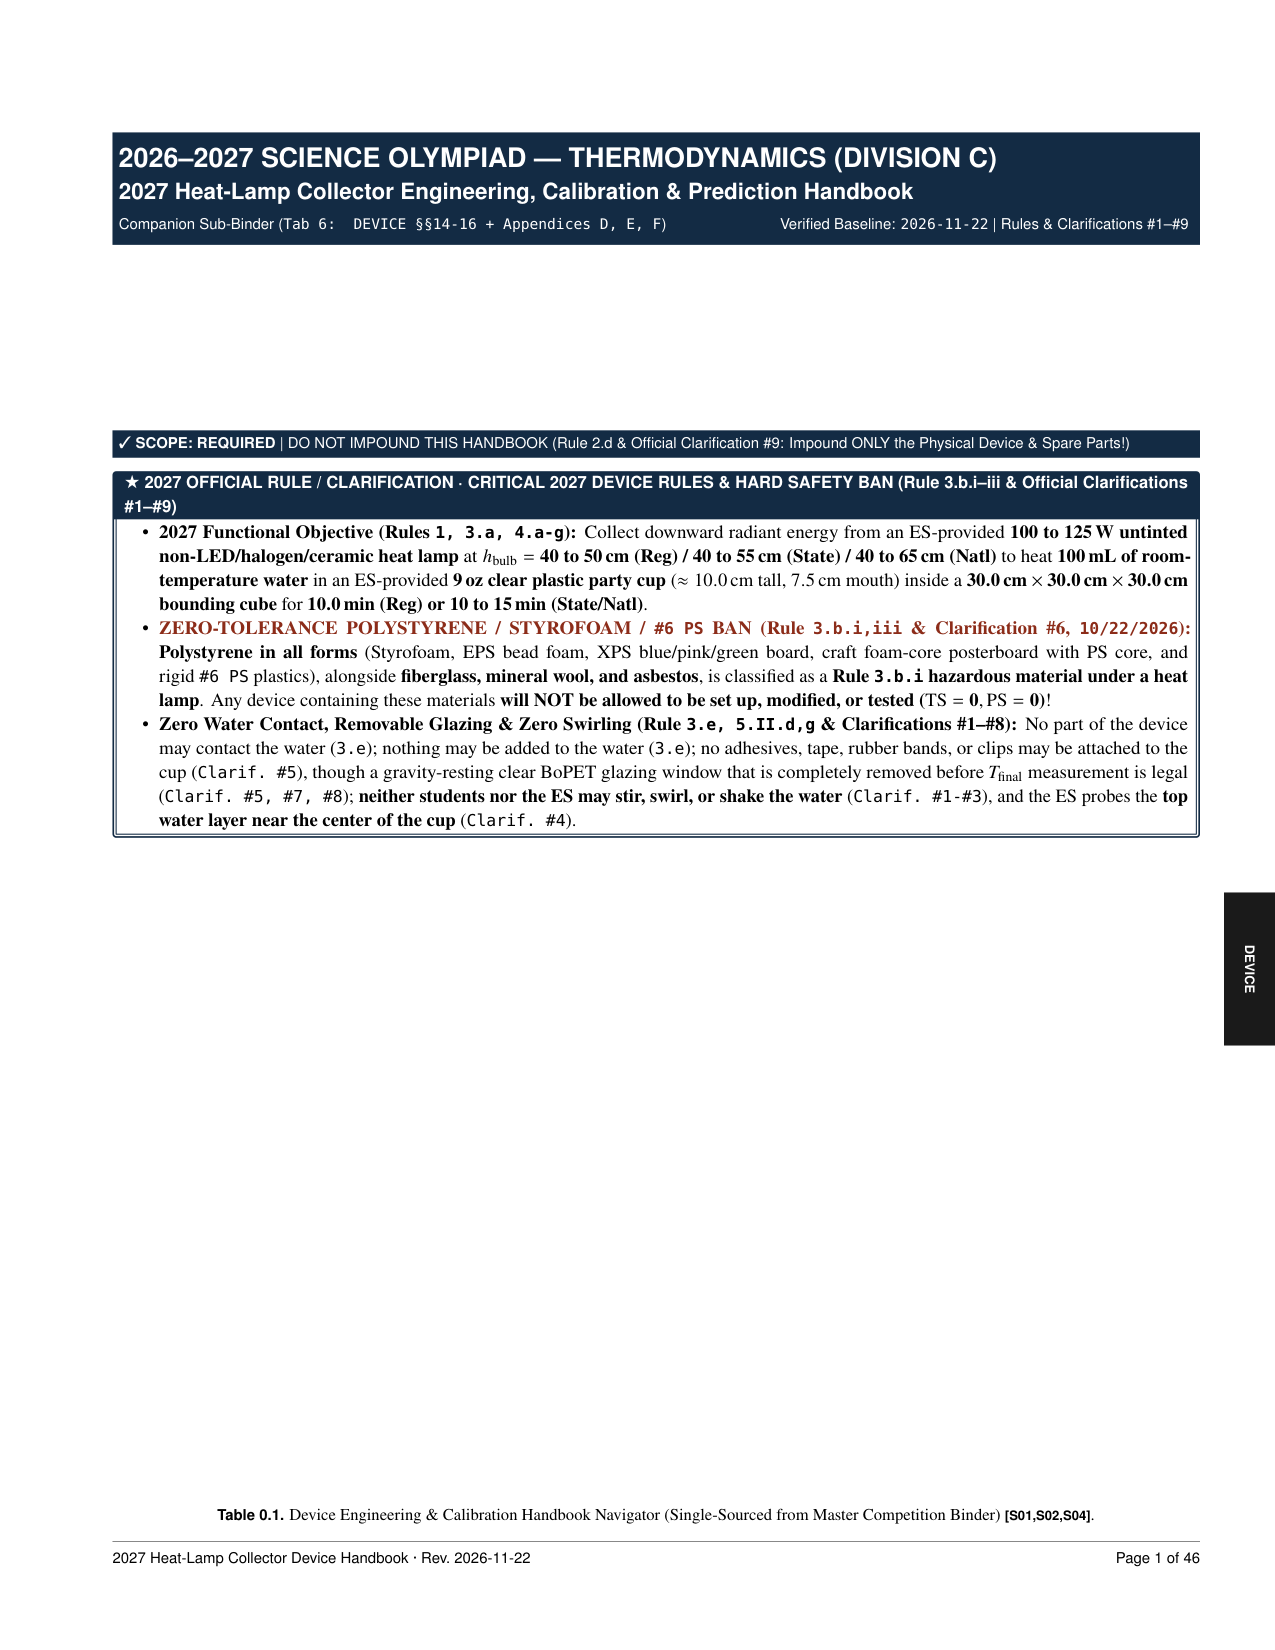 2026–2027 SCIENCE OLYMPIAD — THERMODYNAMICS (DIVISION C)
2027 Heat-Lamp Collector Engineering, Calibration & Prediction Handbook
Companion Sub-Binder (Tab 6: DEVICE §§14-16 + Appendices D, E, F) Verified Baseline: 2026-11-22 | Rules & Clarifications #1–#9
✓ SCOPE: REQUIRED | DO NOT IMPOUND THIS HANDBOOK (Rule 2.d & Official Clarification #9: Impound ONLY the Physical Device & Spare Parts!)
★ 2027 OFFICIAL RULE / CLARIFICATION · CRITICAL 2027 DEVICE RULES & HARD SAFETY BAN (Rule 3.b.i–iii & Official Clarifications
#1–#9)
• 2027 Functional Objective (Rules 1, 3.a, 4.a-g): Collect downward radiant energy from an ES-provided 100 to 125 W untinted
non-LED/halogen/ceramic heat lamp at h_bulb = 40 to 50 cm (Reg) / 40 to 55 cm (State) / 40 to 65 cm (Natl) to heat 100 mL of room-
temperature water in an ES-provided 9 oz clear plastic party cup (≈ 10.0 cm tall, 7.5 cm mouth) inside a 30.0 cm × 30.0 cm × 30.0 cm
bounding cube for 10.0 min (Reg) or 10 to 15 min (State/Natl).
• ZERO-TOLERANCE POLYSTYRENE / STYROFOAM / #6 PS BAN (Rule 3.b.i,iii & Clarification #6, 10/22/2026):
Polystyrene in all forms (Styrofoam, EPS bead foam, XPS blue/pink/green board, craft foam-core posterboard with PS core, and
rigid #6 PS plastics), alongside fiberglass, mineral wool, and asbestos, is classified as a Rule 3.b.i hazardous material under a heat
lamp. Any device containing these materials will NOT be allowed to be set up, modified, or tested (TS = 0, PS = 0)!
• Zero Water Contact, Removable Glazing & Zero Swirling (Rule 3.e, 5.II.d,g & Clarifications #1–#8): No part of the device
may contact the water (3.e); nothing may be added to the water (3.e); no adhesives, tape, rubber bands, or clips may be attached to the
cup (Clarif. #5), though a gravity-resting clear BoPET glazing window that is completely removed before T_final measurement is legal
(Clarif. #5, #7, #8); neither students nor the ES may stir, swirl, or shake the water (Clarif. #1-#3), and the ES probes the top
water layer near the center of the cup (Clarif. #4).
DEVICE
Table 0.1. Device Engineering & Calibration Handbook Navigator (Single-Sourced from Master Competition Binder) [S01,S02,S04].
2027 Heat-Lamp Collector Device Handbook · Rev. 2026-11-22 Page 1 of 46